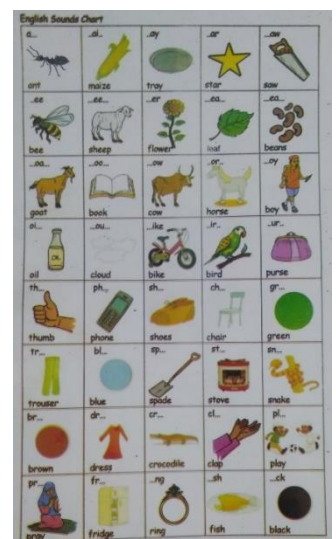 English Sounds Chart
a... ..ai.. ..ay ..ar ..aw
ant maize tray star saw
..ee ..ee... ..er ..ea... ..ea...
bee sheep flower leaf beans
..oa... ..oo... ..ow ..or... ..oy
goat book cow horse boy
oi... ..ou... ..ike ..ir.. ..ur..
OIL
oil cloud bike bird purse
th... ph... sh... ch... gr...
thumb phone shoes chair green
tr... bl... sp... st... sn...
trouser blue spade stove snake
br... dr... cr... cl... pl...
brown dress crocodile clap play
pr... fr... ..ng ..sh ..ck
pray fridge ring fish black